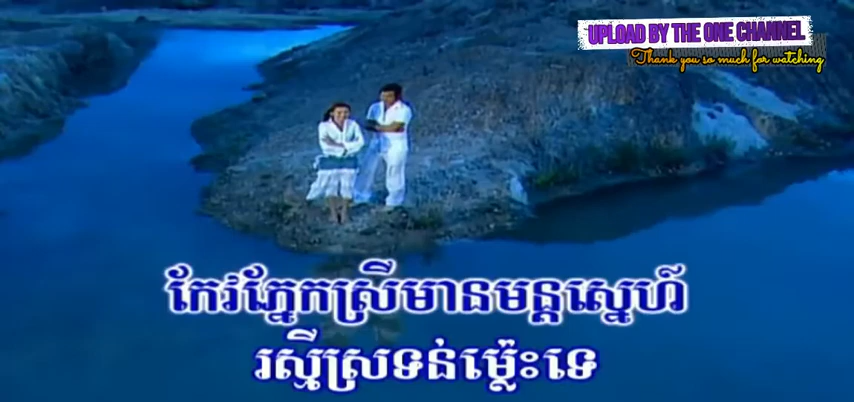 UPLOAD BY THE ONE CHANNEL
Thank you so much for watching
កែវភ្នែកស្រីមានមន្តស្នេហ៍
រស្មីស្រទន់ម្ល៉េះទេ